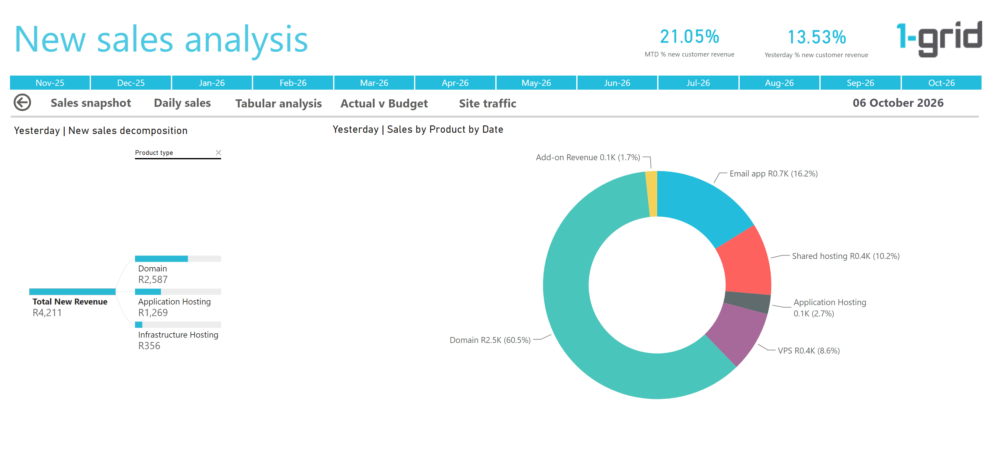 New sales analysis
21.05%
MTD % new customer revenue
13.53%
Yesterday % new customer revenue
1-grid
Nov-25
Dec-25
Jan-26
Feb-26
Mar-26
Apr-26
May-26
Jun-26
Jul-26
Aug-26
Sep-26
Oct-26
Sales snapshot
Daily sales
Tabular analysis
Actual v Budget
Site traffic
06 October 2026
Yesterday | New sales decomposition
Product type
Total New Revenue
R4,211
Domain
R2,587
Application Hosting
R1,269
Infrastructure Hosting
R356
Yesterday | Sales by Product by Date
Add-on Revenue 0.1K (1.7%)
Email app R0.7K (16.2%)
Shared hosting R0.4K (10.2%)
Application Hosting
0.1K (2.7%)
VPS R0.4K (8.6%)
Domain R2.5K (60.5%)